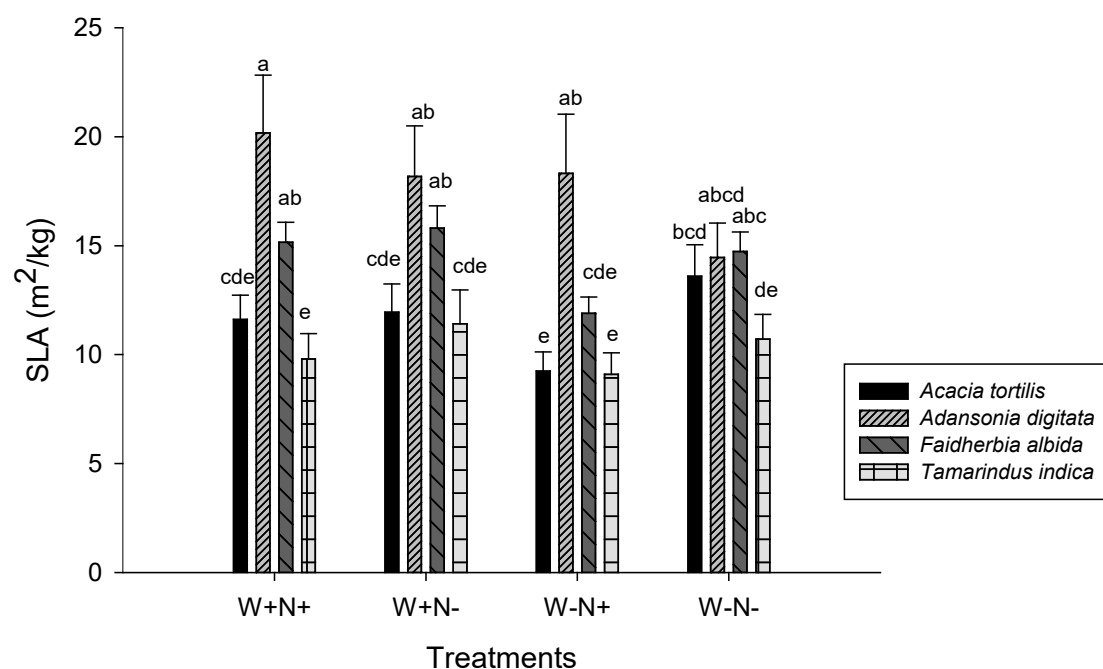 SLA (m²/kg)
25
20
15
10
5
0
cde
a
ab
e
cde
ab
ab
cde
e
ab
cde
e
bcd
abcd
abc
de
W+N+
W+N-
W-N+
W-N-
Treatments
Acacia tortilis
Adansonia digitata
Faidherbia albida
Tamarindus indica